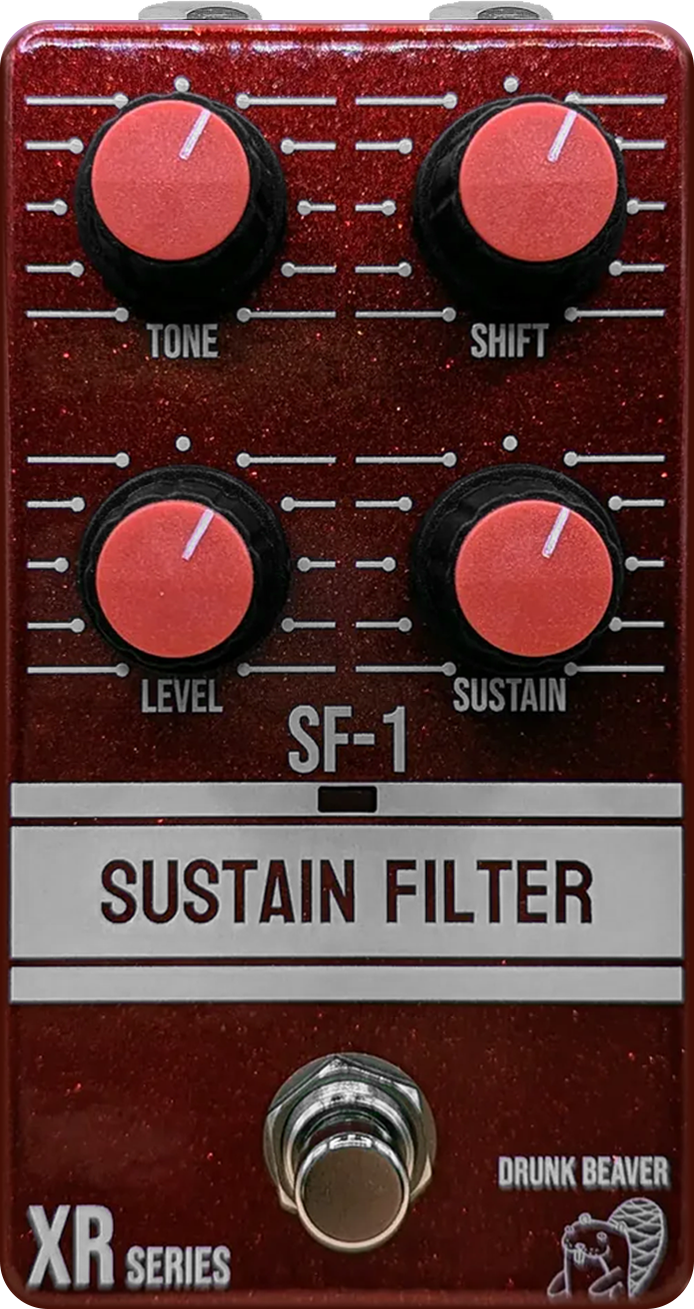 TONE
SHIFT
LEVEL
SUSTAIN
SF-1
SUSTAIN FILTER
DRUNK BEAVER
XR SERIES